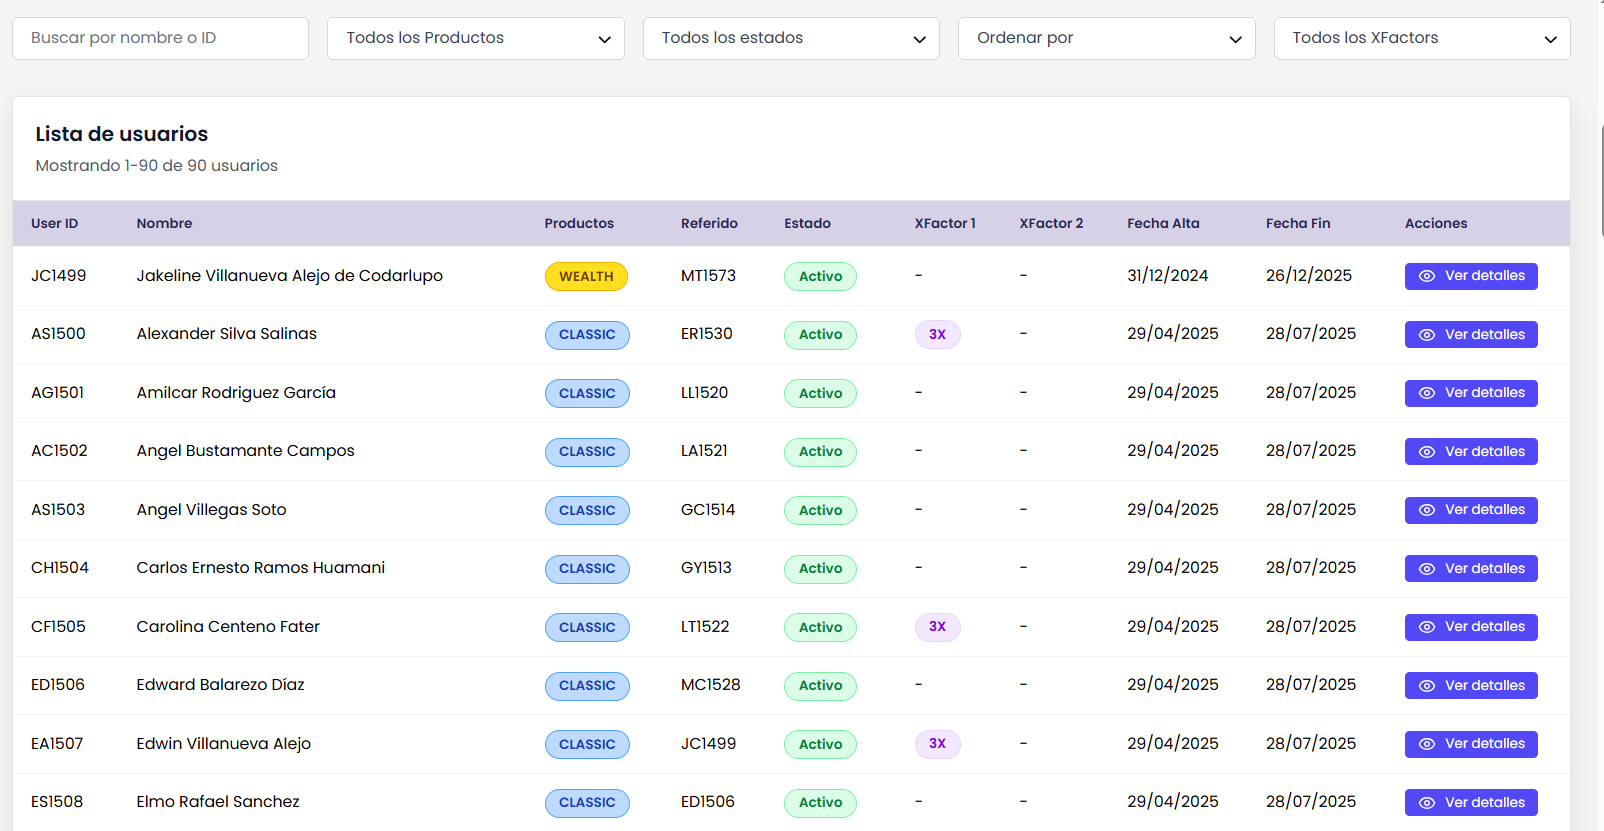 Buscar por nombre o ID Todos los Productos Todos los estados Ordenar por Todos los XFactors
Lista de usuarios
Mostrando 1-90 de 90 usuarios
User ID Nombre Productos Referido Estado XFactor 1 XFactor 2 Fecha Alta Fecha Fin Acciones
JC1499 Jakeline Villanueva Alejo de Codarlupo WEALTH MT1573 Activo - - 31/12/2024 26/12/2025 Ver detalles
AS1500 Alexander Silva Salinas CLASSIC ER1530 Activo 3X - 29/04/2025 28/07/2025 Ver detalles
AG1501 Amilcar Rodriguez García CLASSIC LL1520 Activo - - 29/04/2025 28/07/2025 Ver detalles
AC1502 Angel Bustamante Campos CLASSIC LA1521 Activo - - 29/04/2025 28/07/2025 Ver detalles
AS1503 Angel Villegas Soto CLASSIC GC1514 Activo - - 29/04/2025 28/07/2025 Ver detalles
CH1504 Carlos Ernesto Ramos Huamani CLASSIC GY1513 Activo - - 29/04/2025 28/07/2025 Ver detalles
CF1505 Carolina Centeno Fater CLASSIC LT1522 Activo 3X - 29/04/2025 28/07/2025 Ver detalles
ED1506 Edward Balarezo Díaz CLASSIC MC1528 Activo - - 29/04/2025 28/07/2025 Ver detalles
EA1507 Edwin Villanueva Alejo CLASSIC JC1499 Activo 3X - 29/04/2025 28/07/2025 Ver detalles
ES1508 Elmo Rafael Sanchez CLASSIC ED1506 Activo - - 29/04/2025 28/07/2025 Ver detalles